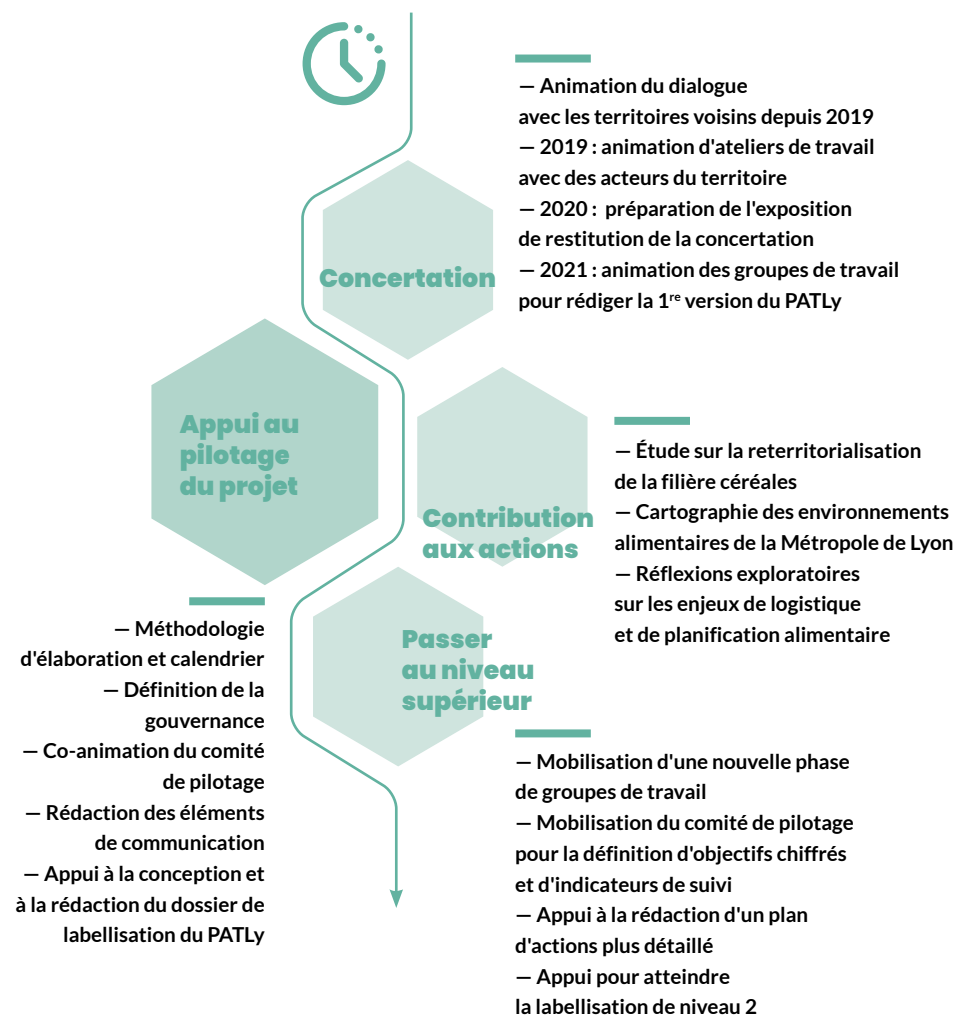 — Animation du dialogue
avec les territoires voisins depuis 2019
— 2019 : animation d'ateliers de travail
avec des acteurs du territoire
— 2020 : préparation de l'exposition
de restitution de la concertation
— 2021 : animation des groupes de travail
pour rédiger la 1re version du PATLy
Concertation
Appui au
pilotage
du projet
— Méthodologie
d'élaboration et calendrier
— Définition de la
gouvernance
— Co-animation du comité
de pilotage
— Rédaction des éléments
de communication
— Appui à la conception et
à la rédaction du dossier de
labellisation du PATLy
Contribution
aux actions
— Étude sur la reterritorialisation
de la filière céréales
— Cartographie des environnements
alimentaires de la Métropole de Lyon
— Réflexions exploratoires
sur les enjeux de logistique
et de planification alimentaire
Passer
au niveau
supérieur
— Mobilisation d'une nouvelle phase
de groupes de travail
— Mobilisation du comité de pilotage
pour la définition d'objectifs chiffrés
et d'indicateurs de suivi
— Appui à la rédaction d'un plan
d'actions plus détaillé
— Appui pour atteindre
la labellisation de niveau 2